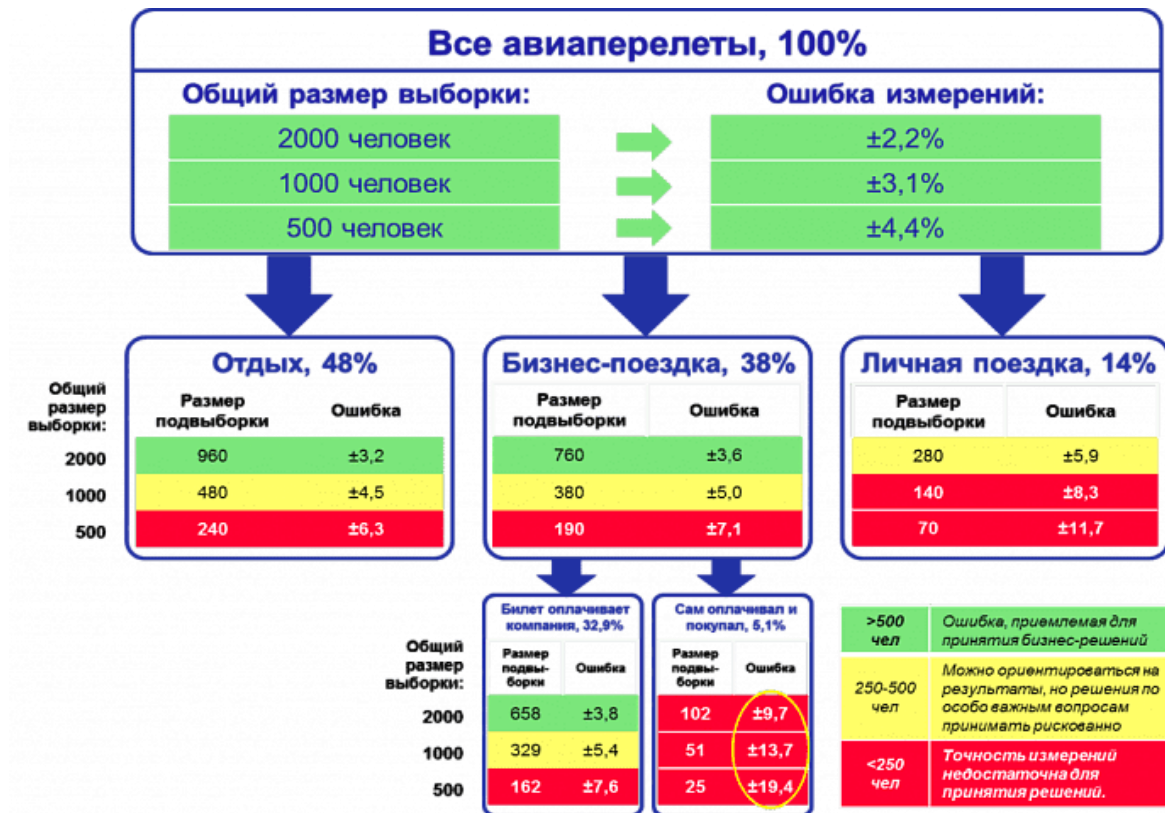 Все авиаперелеты, 100%
Общий размер выборки: Ошибка измерений:
2000 человек ±2,2%
1000 человек ±3,1%
500 человек ±4,4%
Отдых, 48%
Общий
размер
выборки:
Размер
подвыборки
Ошибка
2000 960 ±3,2
1000 480 ±4,5
500 240 ±6,3
Бизнес-поездка, 38%
Размер
подвыборки
Ошибка
760 ±3,6
380 ±5,0
190 ±7,1
Личная поездка, 14%
Размер
подвыборки
Ошибка
280 ±5,9
140 ±8,3
70 ±11,7
Билет оплачивает
компания, 32,9%
Общий
размер
выборки:
Размер
подвы-
борки
Ошибка
2000 658 ±3,8
1000 329 ±5,4
500 162 ±7,6
Сам оплачивал и
покупал, 5,1%
Размер
подвы-
борки
Ошибка
102 ±9,7
51 ±13,7
25 ±19,4
>500
чел
Ошибка, приемлемая для
принятия бизнес-решений
250-500
чел
Можно ориентироваться на
результаты, но решения по
особо важным вопросам
принимать рискованно
<250
чел
Точность измерений
недостаточна для
принятия решений.